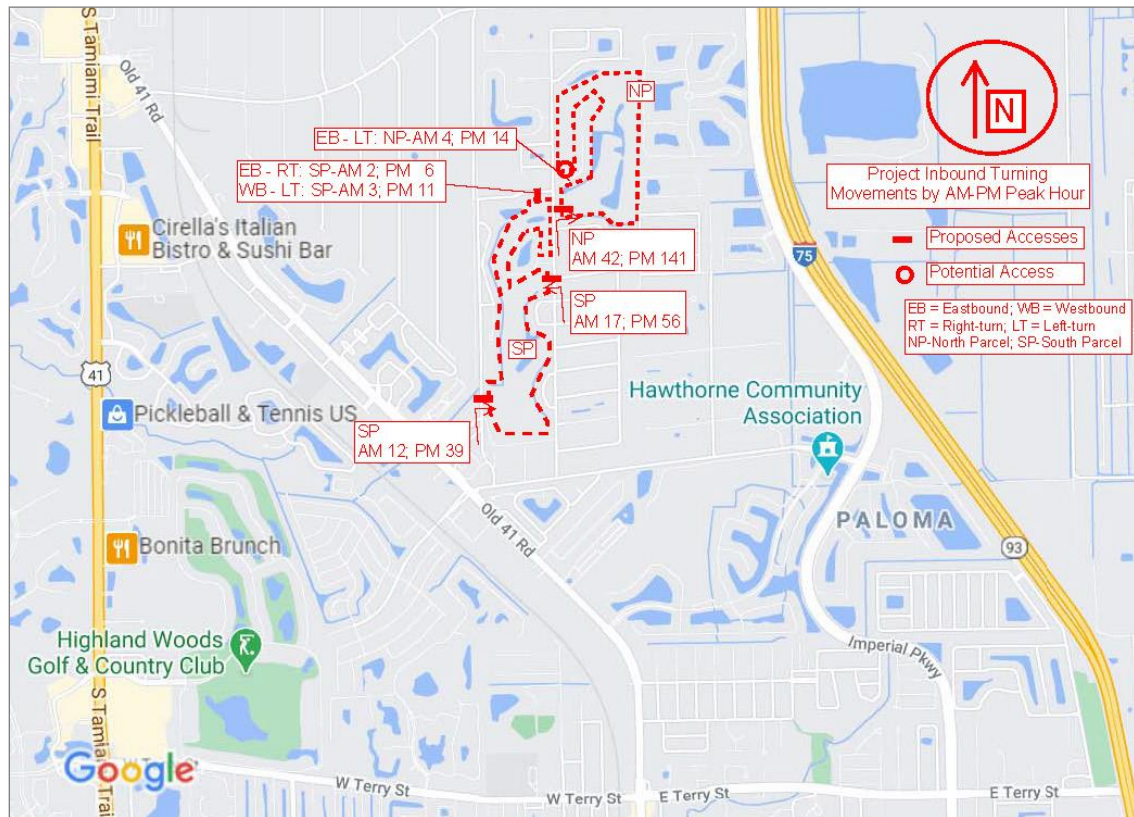 S Tamiami Trail
Old 41 Rd
NP
N
EB - LT: NP-AM 4; PM 14
EB - RT: SP-AM 2; PM 6
WB - LT: SP-AM 3; PM 11
Project Inbound Turning
Movements by AM-PM Peak Hour
Cirella's Italian
Bistro & Sushi Bar
NP
AM 42; PM 141
75
Proposed Accesses
Potential Access
SP
AM 17; PM 56
EB = Eastbound; WB = Westbound
RT = Right-turn; LT = Left-turn
NP-North Parcel; SP-South Parcel
SP
41
Pickleball & Tennis US
Hawthorne Community
Association
SP
AM 12; PM 39
Old 41 Rd
PALOMA
93
Bonita Brunch
Highland Woods
Golf & Country Club
Imperial Pkwy
S Tamiami Trai
Google
W Terry St
W Terry St
E Terry St
E Terry St